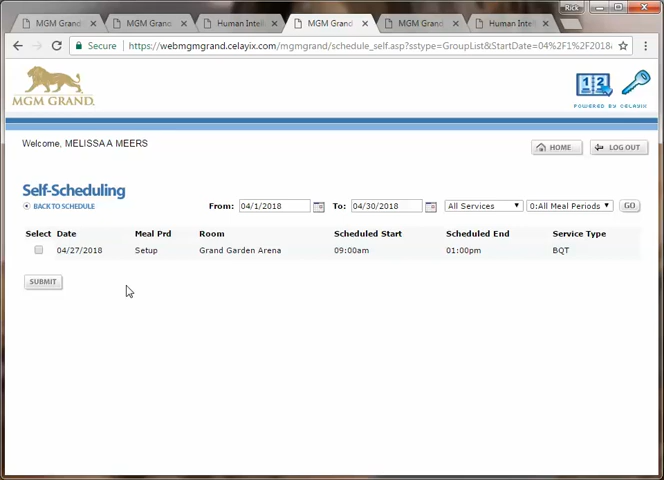 Rick
MGM Grand
MGM Grand
Human Intelli
MGM Grand
MGM Grand
Human Intelli
Secure
https://webmgmgrand.celayix.com/mgmgrand/schedule_self.asp?sstype=GroupList&StartDate=04%2F1%2F2018&
MGM GRAND.
1 2
POWERED BY CELAYIX
Welcome, MELISSA A MEERS
HOME
LOG OUT
Self-Scheduling
BACK TO SCHEDULE
From: 04/1/2018 To: 04/30/2018 All Services 0:All Meal Periods GO
Select Date Meal Prd Room Scheduled Start Scheduled End Service Type
04/27/2018 Setup Grand Garden Arena 09:00am 01:00pm BQT
SUBMIT